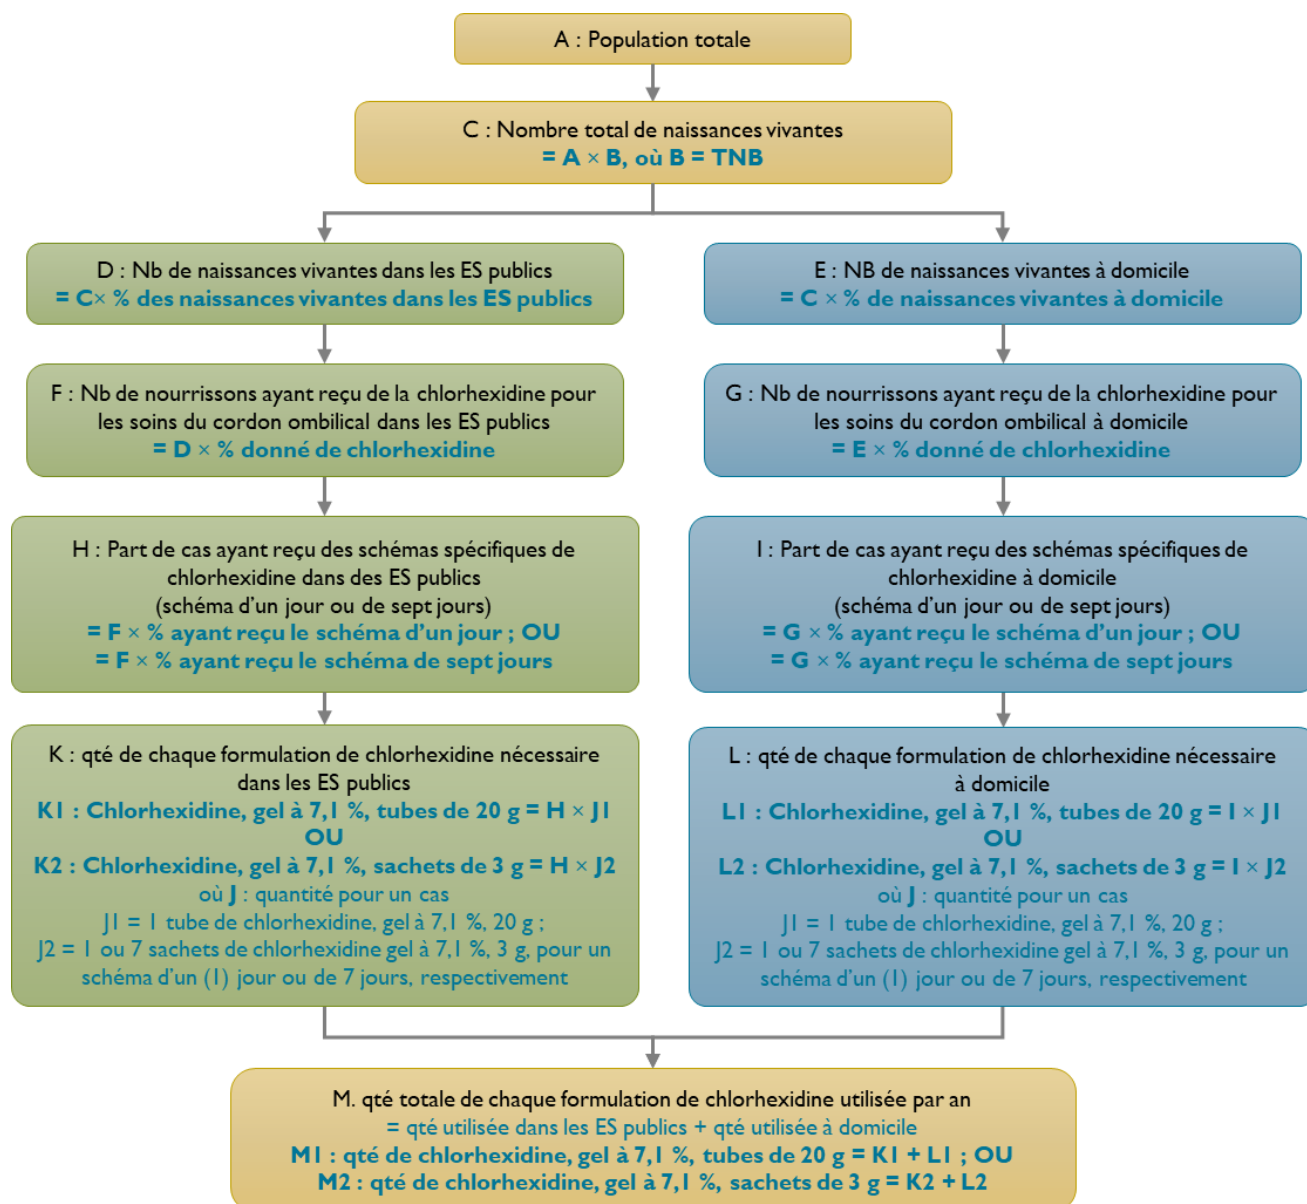 A : Population totale
C : Nombre total de naissances vivantes
= A × B, où B = TNB
D : Nb de naissances vivantes dans les ES publics
= C× % des naissances vivantes dans les ES publics
E : NB de naissances vivantes à domicile
= C × % de naissances vivantes à domicile
F : Nb de nourrissons ayant reçu de la chlorhexidine pour
les soins du cordon ombilical dans les ES publics
= D × % donné de chlorhexidine
G : Nb de nourrissons ayant reçu de la chlorhexidine pour
les soins du cordon ombilical à domicile
= E × % donné de chlorhexidine
H : Part de cas ayant reçu des schémas spécifiques de
chlorhexidine dans des ES publics
(schéma d’un jour ou de sept jours)
= F × % ayant reçu le schéma d’un jour ; OU
= F × % ayant reçu le schéma de sept jours
I : Part de cas ayant reçu des schémas spécifiques de
chlorhexidine à domicile
(schéma d’un jour ou de sept jours)
= G × % ayant reçu le schéma d’un jour ; OU
= G × % ayant reçu le schéma de sept jours
K : qté de chaque formulation de chlorhexidine nécessaire
dans les ES publics
K1 : Chlorhexidine, gel à 7,1 %, tubes de 20 g = H × J1
OU
K2 : Chlorhexidine, gel à 7,1 %, sachets de 3 g = H × J2
où J : quantité pour un cas
J1 = 1 tube de chlorhexidine, gel à 7,1 %, 20 g ;
J2 = 1 ou 7 sachets de chlorhexidine gel à 7,1 %, 3 g, pour un
schéma d’un (1) jour ou de 7 jours, respectivement
L : qté de chaque formulation de chlorhexidine nécessaire
à domicile
L1 : Chlorhexidine, gel à 7,1 %, tubes de 20 g = I × J1
OU
L2 : Chlorhexidine, gel à 7,1 %, sachets de 3 g = I × J2
où J : quantité pour un cas
J1 = 1 tube de chlorhexidine, gel à 7,1 %, 20 g ;
J2 = 1 ou 7 sachets de chlorhexidine gel à 7,1 %, 3 g, pour un
schéma d’un (1) jour ou de 7 jours, respectivement
M. qté totale de chaque formulation de chlorhexidine utilisée par an
= qté utilisée dans les ES publics + qté utilisée à domicile
M1 : qté de chlorhexidine, gel à 7,1 %, tubes de 20 g = K1 + L1 ; OU
M2 : qté de chlorhexidine, gel à 7,1 %, sachets de 3 g = K2 + L2